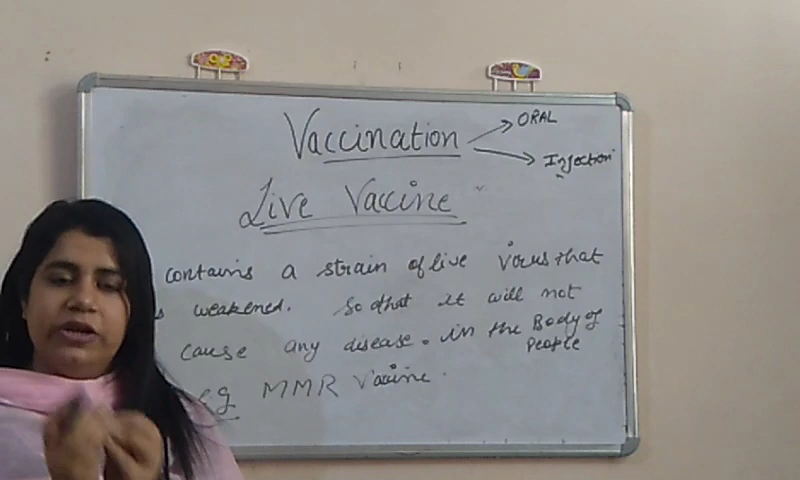 Vaccination
ORAL
Injection
Live Vaccine
contains a strain of live virus that
s weakened. So that it will not
cause any disease. in the Body of
People
eg MMR Vaccine.